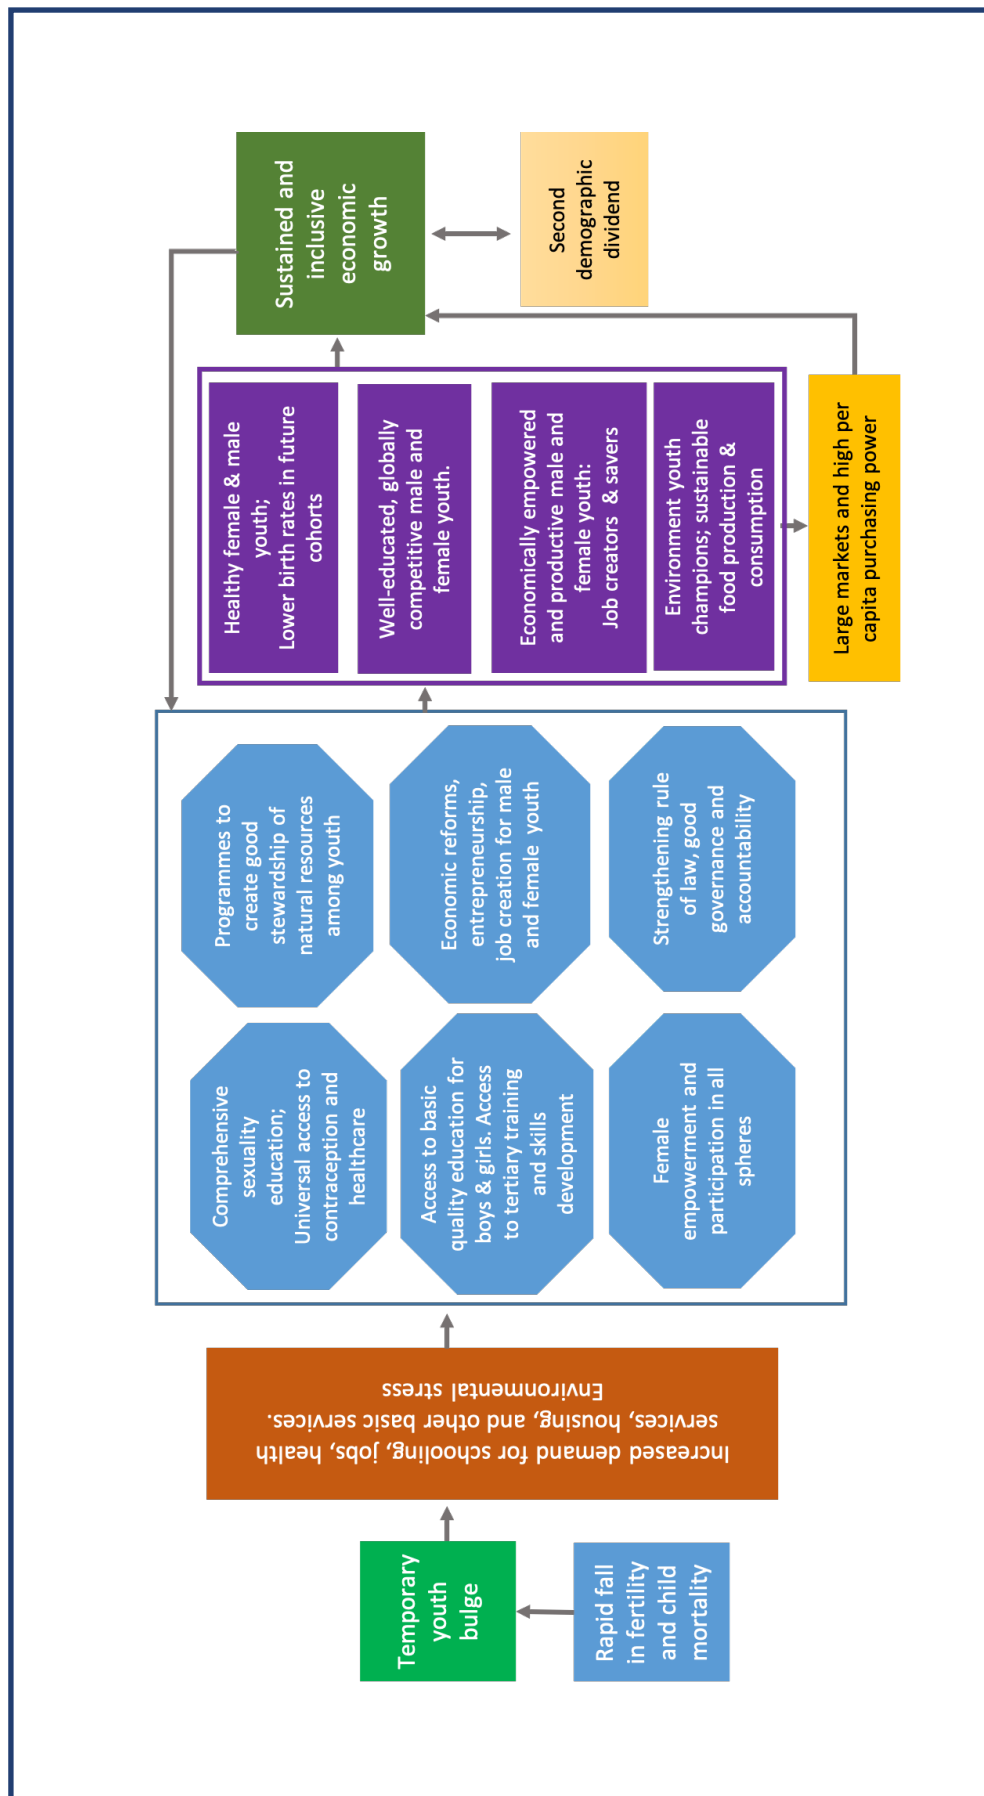 Rapid fall
in fertility
and child
mortality
Temporary
youth
bulge
Increased demand for schooling, jobs, health
services, housing, and other basic services.
Environmental stress
Comprehensive
sexuality
education;
Universal access to
contraception and
healthcare
Programmes to
create good
stewardship of
natural resources
among youth
Access to basic
quality education for
boys & girls. Access
to tertiary training
and skills
development
Economic reforms,
entrepreneurship,
job creation for male
and female youth
Female
empowerment and
participation in all
spheres
Strengthening rule
of law, good
governance and
accountability
Healthy female & male
youth;
Lower birth rates in future
cohorts
Well-educated, globally
competitive male and
female youth.
Economically empowered
and productive male and
female youth:
Job creators & savers
Environment youth
champions; sustainable
food production &
consumption
Large markets and high per
capita purchasing power
Sustained and
inclusive
economic
growth
Second
demographic
dividend